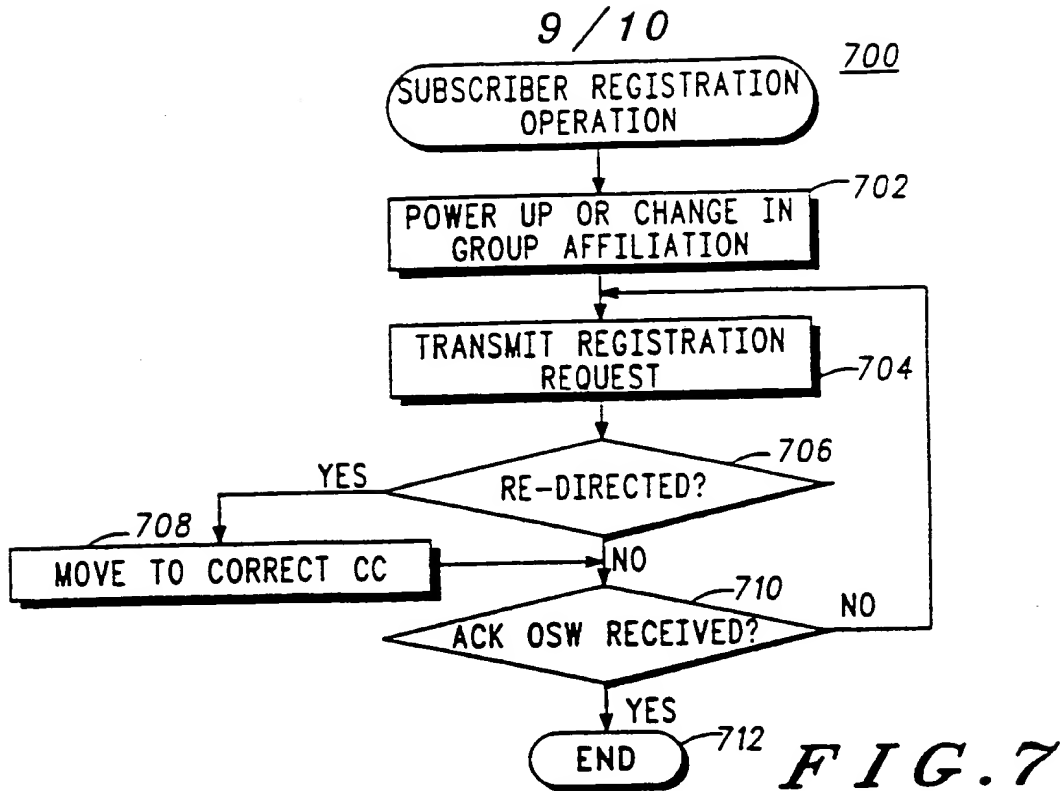 9/10
700
SUBSCRIBER REGISTRATION
OPERATION
702
POWER UP OR CHANGE IN
GROUP AFFILIATION
TRANSMIT REGISTRATION
REQUEST
704
706
YES
RE-DIRECTED?
708
NO
MOVE TO CORRECT CC
710
NO
ACK OSW RECEIVED?
YES
END
712
FIG.7